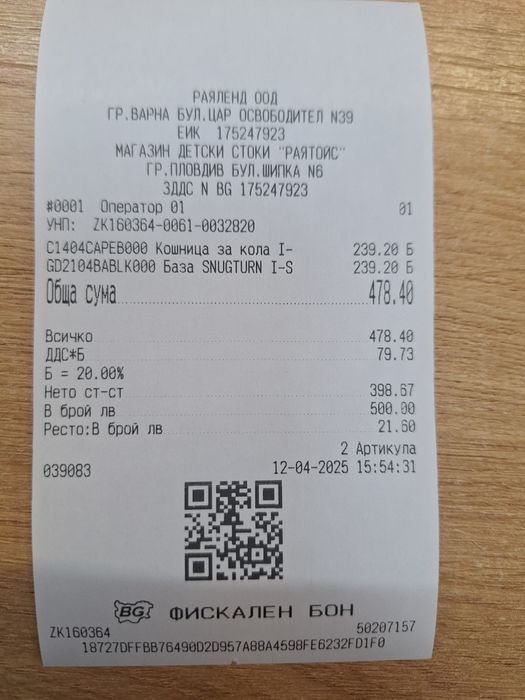 РАЯЛЕНД ООД
ГР.ВАРНА БУЛ.ЦАР ОСВОБОДИТЕЛ N39
ЕИК 175247923
МАГАЗИН ДЕТСКИ СТОКИ "РАЯТОЙС"
ГР.ПЛОВДИВ БУЛ.ШИПКА N6
ЗДДС N BG 175247923
#0001 Оператор 01 01
УНП: ZK160364-0061-0032820
C1404CAPEB000 Кошница за кола I- 239.20 Б
GD2104BABLK000 База SNUGTURN I-S 239.20 Б
Обща сума 478.40
Всичко 478.40
ДДС*Б 79.73
Б = 20.00%
Нето ст-ст 398.67
В брой лв 500.00
Ресто:В брой лв 21.60
2 Артикула
039083 12-04-2025 15:54:31
BG ФИСКАЛЕН БОН
ZK160364 50207157
18727DFFBB76490D2D957A88A4598FE6232FD1F0